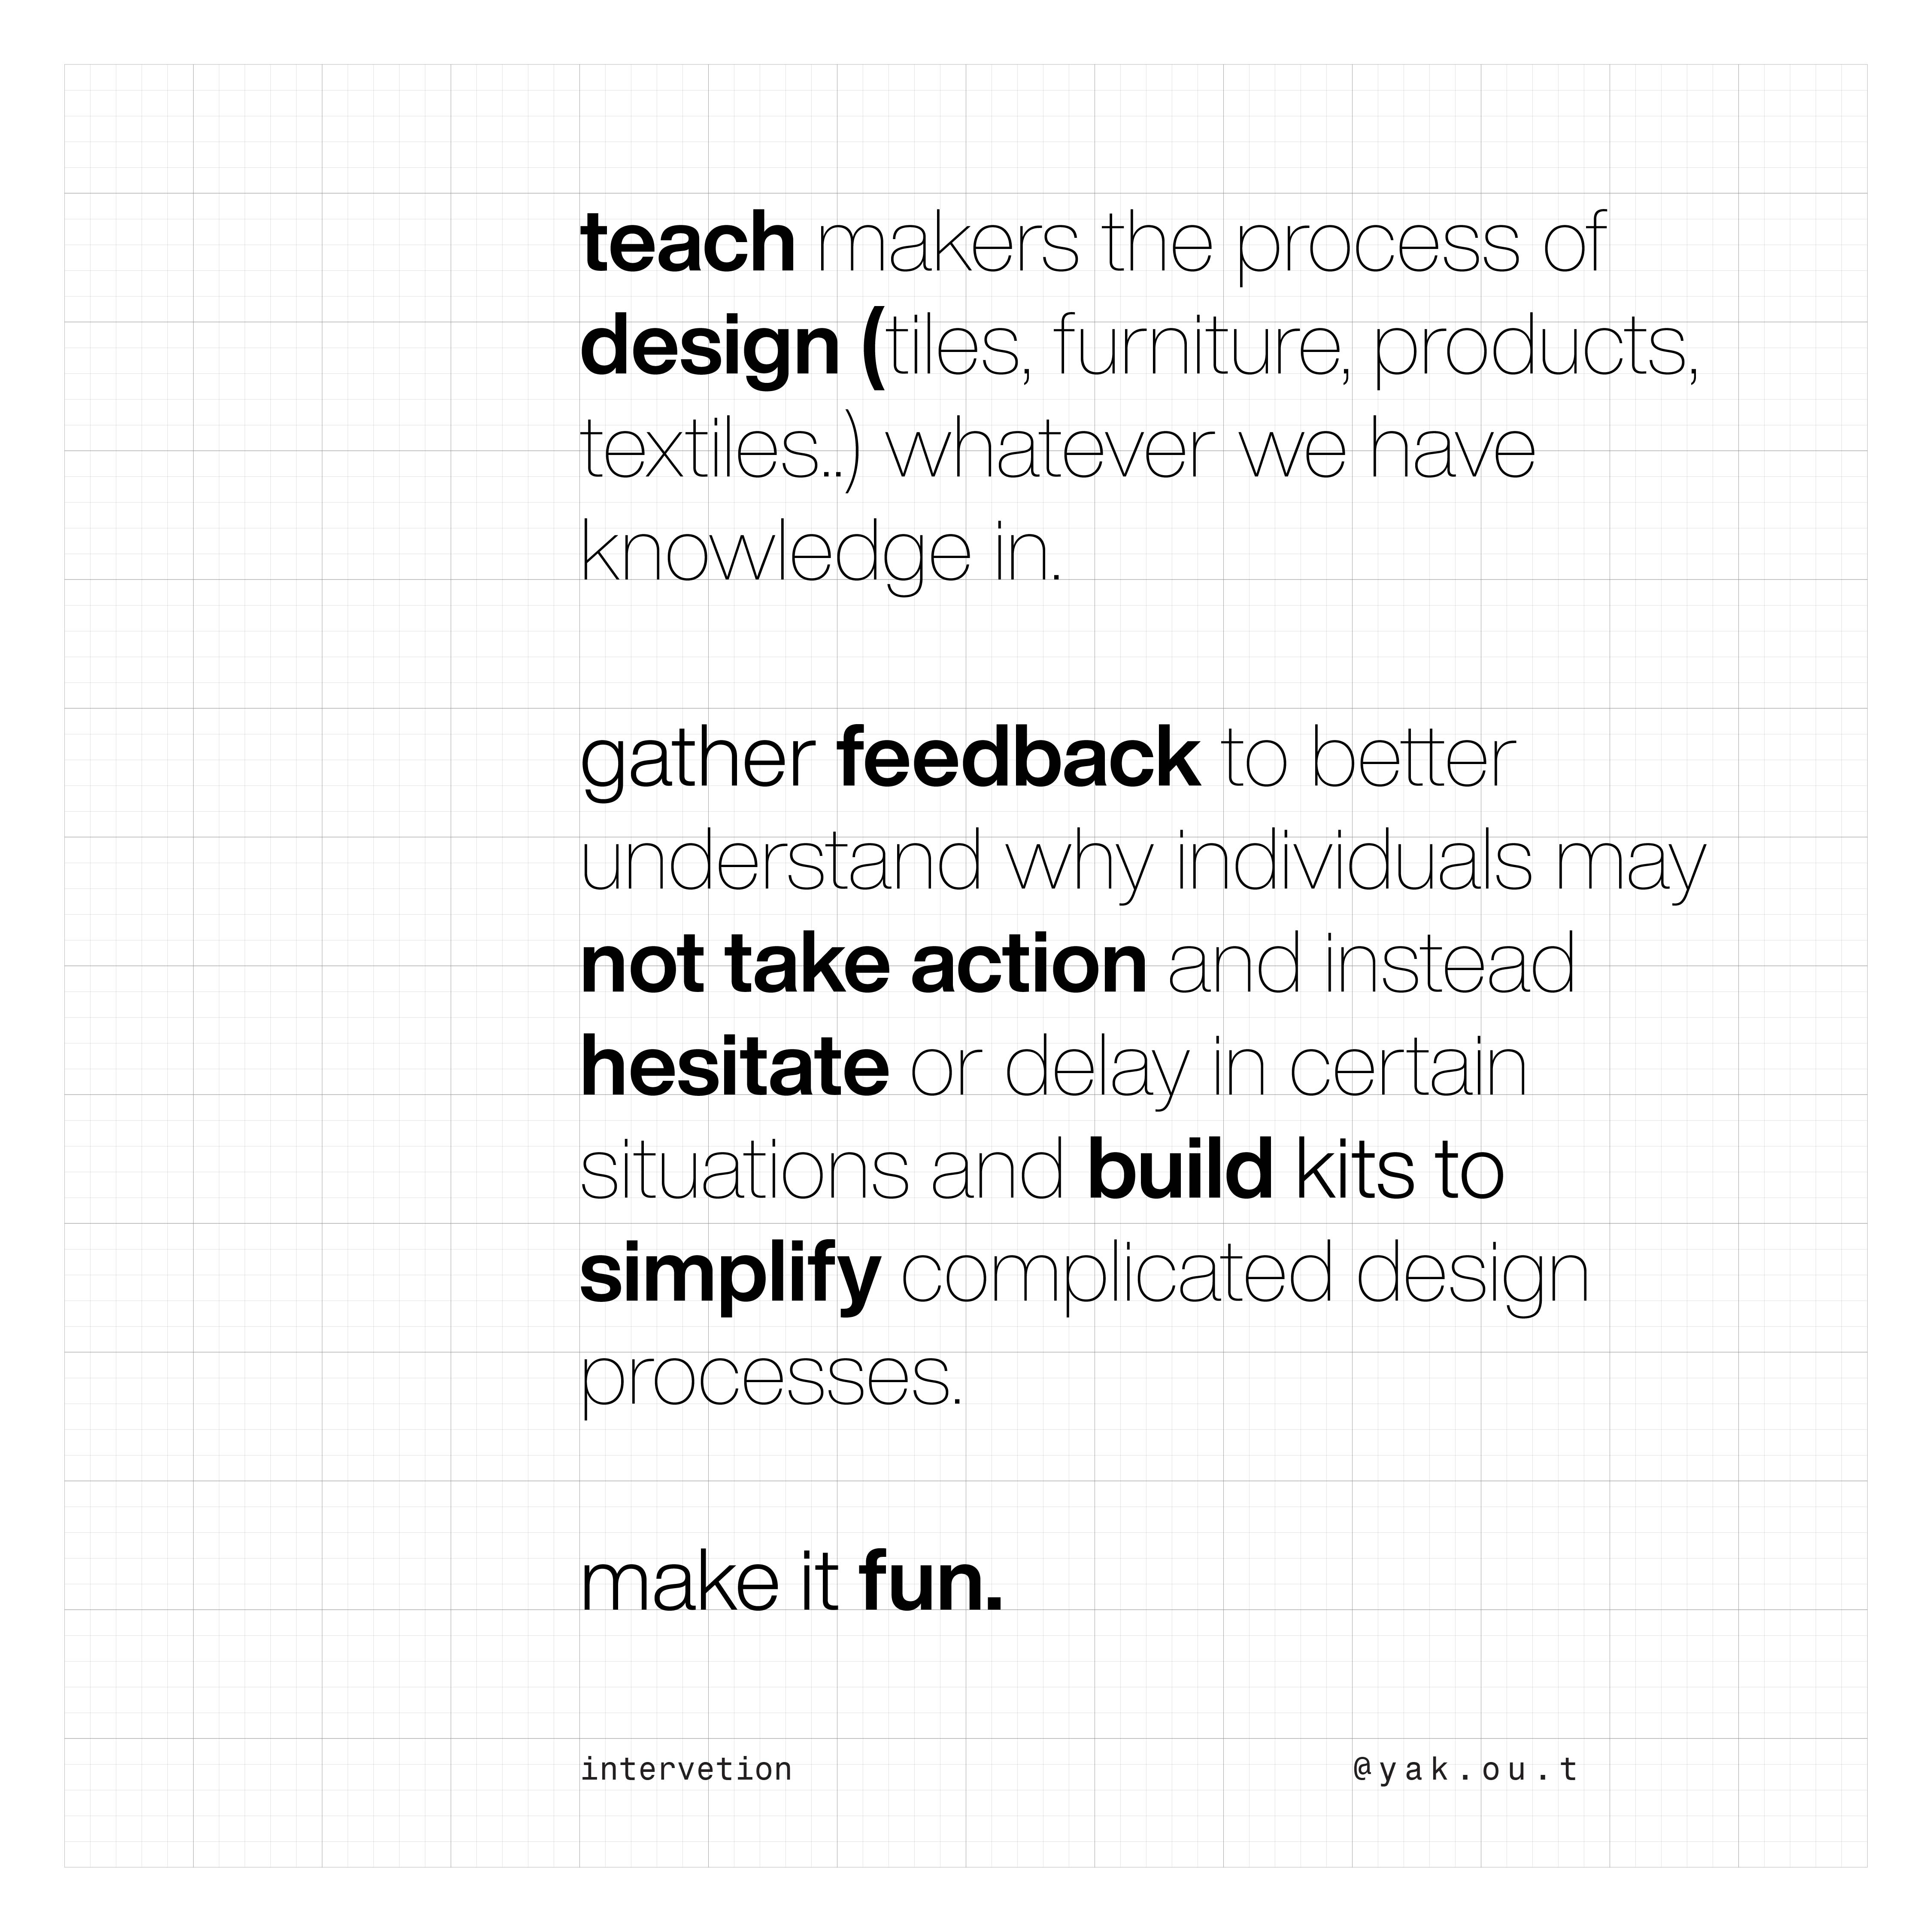 teach makers the process of
design (tiles, furniture, products,
textiles..) whatever we have
knowledge in.
gather feedback to better
understand why individuals may
not take action and instead
hesitate or delay in certain
situations and build kits to
simplify complicated design
processes.
make it fun.
intervetion
@yak.ou.t